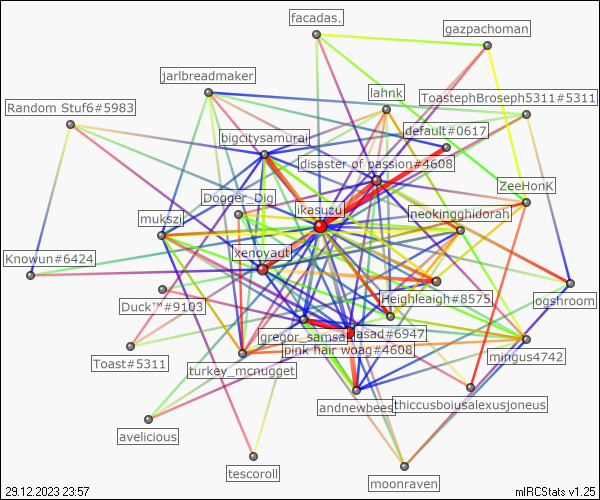 facadas.
gazpachoman
jarlbreadmaker
lahnk
ToastephBroseph5311#5311
Random Stuf6#5983
bigcitysamurai
default#0617
disaster of passion#4608
Dogger_Dig
ZeeHonK
ikasuzu
mukszi
neokingghidorah
xenoyaut
Knowun#6424
Heighleaigh#8575
ogshroom
Duck™#9103
gregor_samsa
asad#6947
pink hair woag#4608
mingus4742
Toast#5311
turkey_mcnugget
andnewbees
thiccusboiusalexusjoneus
avelicious
tescoroll
moonraven
29.12.2023 23:57
mIRCStats v1.25